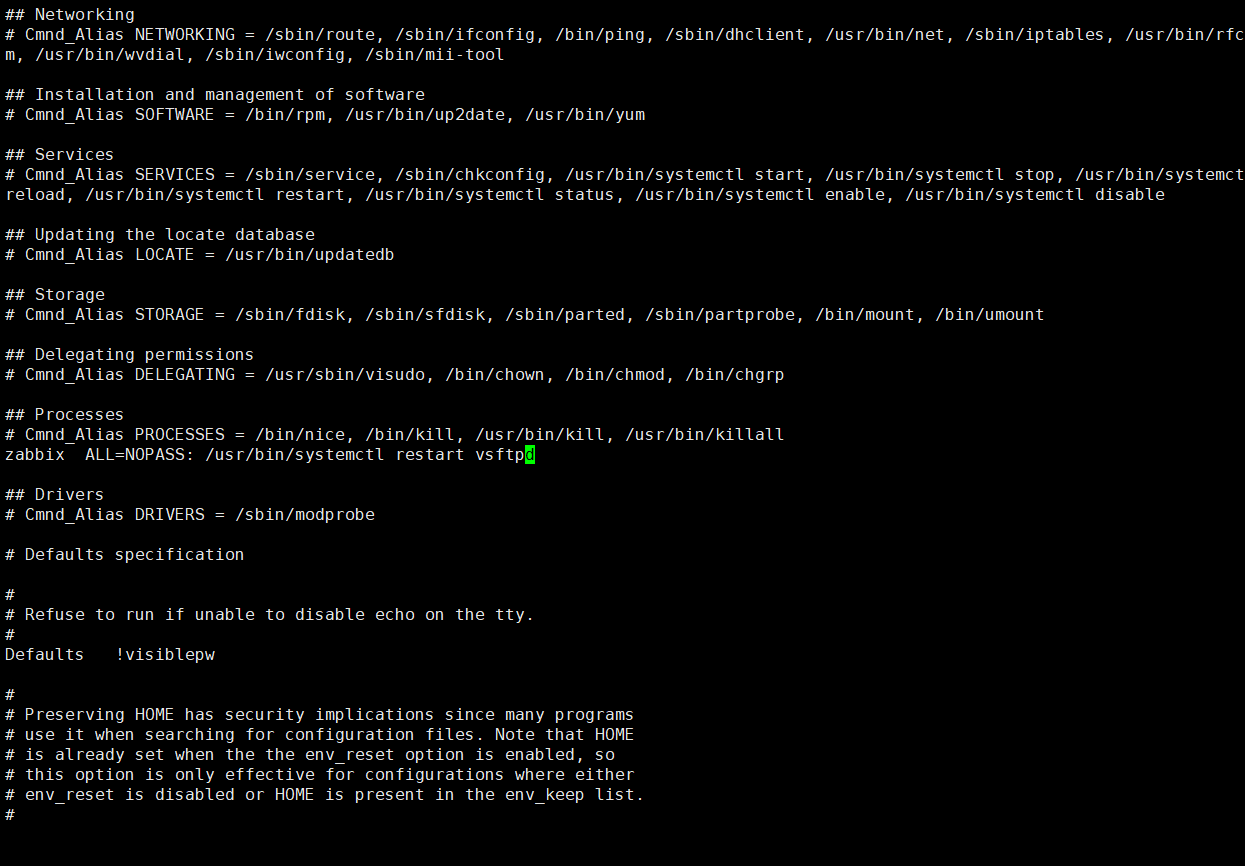 ## Networking
# Cmnd_Alias NETWORKING = /sbin/route, /sbin/ifconfig, /bin/ping, /sbin/dhclient, /usr/bin/net, /sbin/iptables, /usr/bin/rfc
m, /usr/bin/wvdial, /sbin/iwconfig, /sbin/mii-tool
## Installation and management of software
# Cmnd_Alias SOFTWARE = /bin/rpm, /usr/bin/up2date, /usr/bin/yum
## Services
# Cmnd_Alias SERVICES = /sbin/service, /sbin/chkconfig, /usr/bin/systemctl start, /usr/bin/systemctl stop, /usr/bin/systemct
reload, /usr/bin/systemctl restart, /usr/bin/systemctl status, /usr/bin/systemctl enable, /usr/bin/systemctl disable
## Updating the locate database
# Cmnd_Alias LOCATE = /usr/bin/updatedb
## Storage
# Cmnd_Alias STORAGE = /sbin/fdisk, /sbin/sfdisk, /sbin/parted, /sbin/partprobe, /bin/mount, /bin/umount
## Delegating permissions
# Cmnd_Alias DELEGATING = /usr/sbin/visudo, /bin/chown, /bin/chmod, /bin/chgrp
## Processes
# Cmnd_Alias PROCESSES = /bin/nice, /bin/kill, /usr/bin/kill, /usr/bin/killall
zabbix  ALL=NOPASS: /usr/bin/systemctl restart vsftpd
## Drivers
# Cmnd_Alias DRIVERS = /sbin/modprobe
# Defaults specification
#
# Refuse to run if unable to disable echo on the tty.
#
Defaults   !visiblepw
#
# Preserving HOME has security implications since many programs
# use it when searching for configuration files. Note that HOME
# is already set when the the env_reset option is enabled, so
# this option is only effective for configurations where either
# env_reset is disabled or HOME is present in the env_keep list.
#